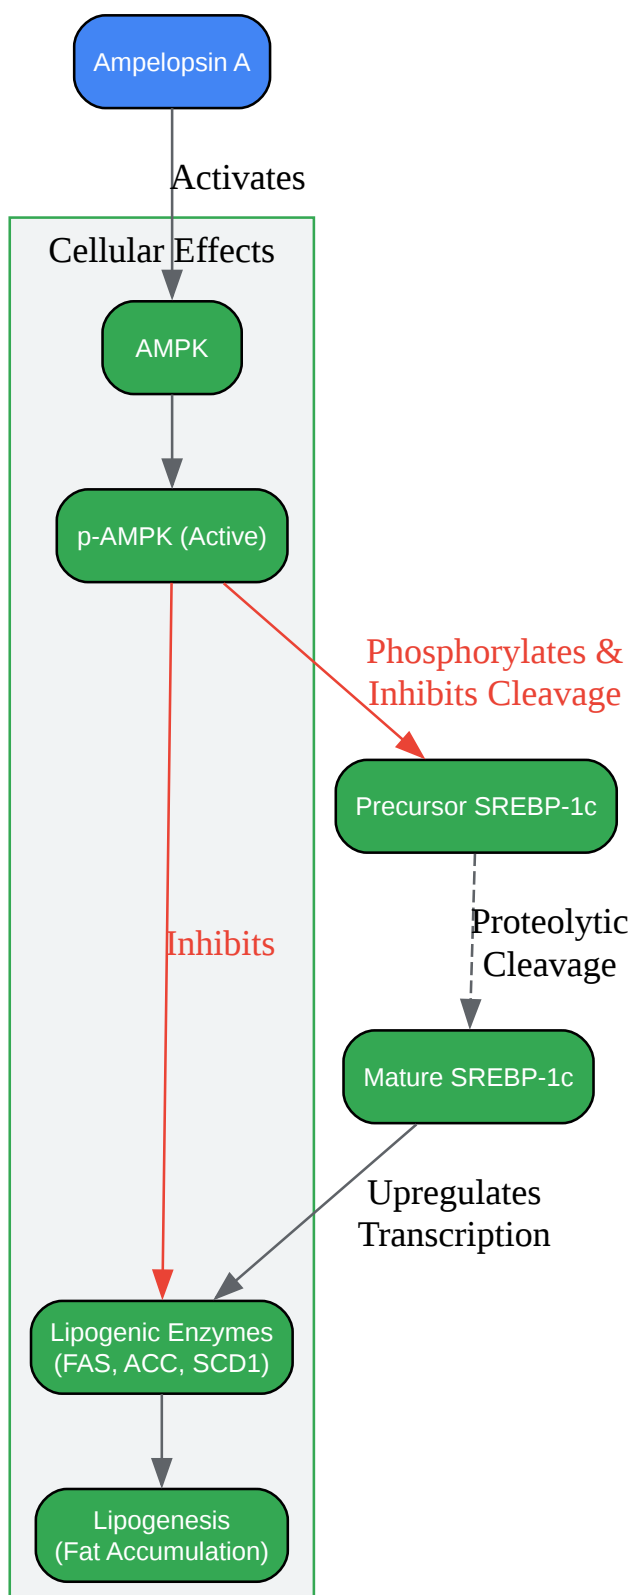 Ampelopsin A
Activates
Cellular Effects
AMPK
p-AMPK (Active)
Phosphorylates &
Inhibits Cleavage
Precursor SREBP-1c
Inhibits
Proteolytic
Cleavage
Mature SREBP-1c
Upregulates
Transcription
Lipogenic Enzymes
(FAS, ACC, SCD1)
Lipogenesis
(Fat Accumulation)